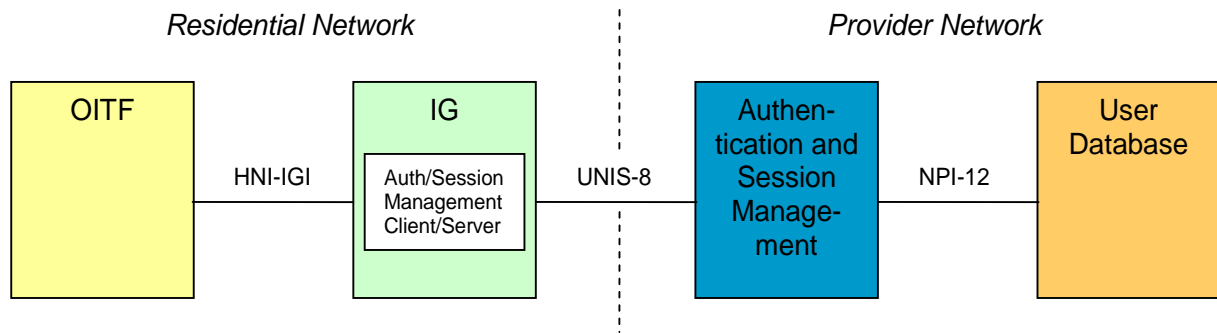 Residential Network
Provider Network
OITF
HNI-IGI
IG
Auth/Session
Management
Client/Server
UNIS-8
Authen-
tication and
Session
Manage-
ment
NPI-12
User
Database